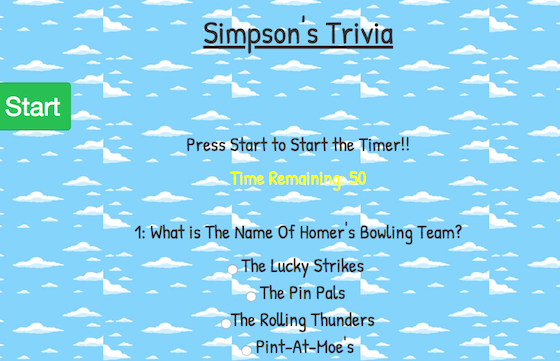 Simpson's Trivia
Start
Press Start to Start the Timer!!
Time Remaining: 50
1: What is The Name Of Homer's Bowling Team?
The Lucky Strikes
The Pin Pals
The Rolling Thunders
Pint-At-Moe's